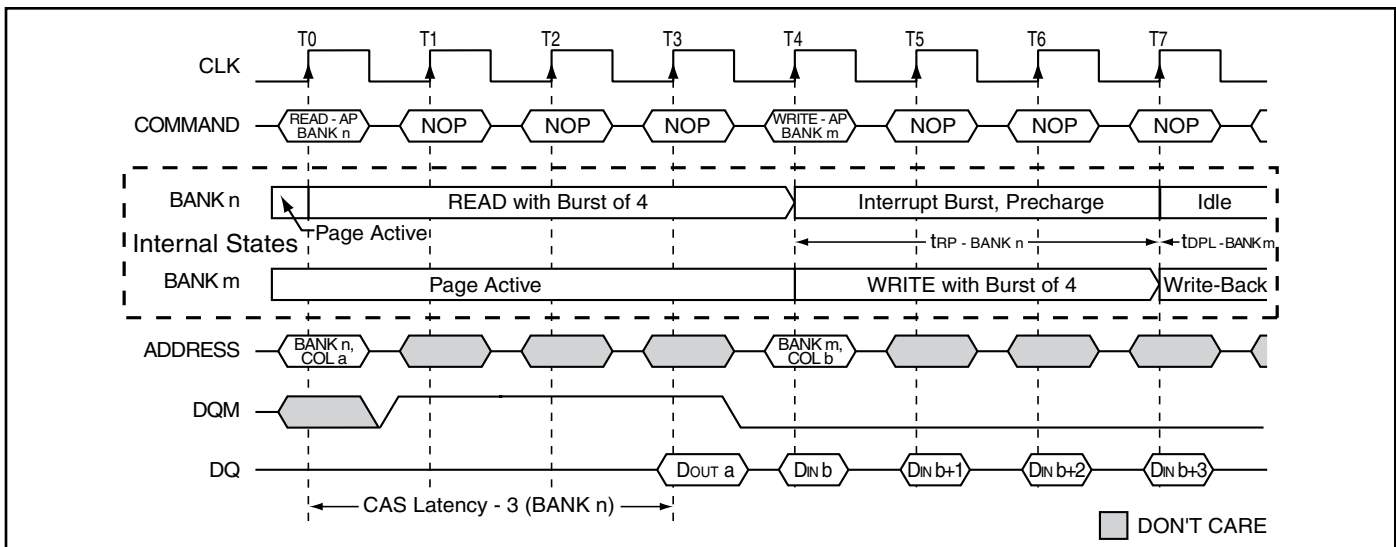 T0 T1 T2 T3 T4 T5 T6 T7
CLK
COMMAND READ - AP BANK n NOP NOP NOP WRITE - AP BANK m NOP NOP NOP
BANK n READ with Burst of 4 Interrupt Burst, Precharge Idle
Internal States Page Active tRP - BANK n tDPL - BANK m
BANK m Page Active WRITE with Burst of 4 Write-Back
ADDRESS BANK n, COL a BANK m, COL b
DQM
DQ DOUT a DIN b DIN b+1 DIN b+2 DIN b+3
CAS Latency - 3 (BANK n)
DON'T CARE